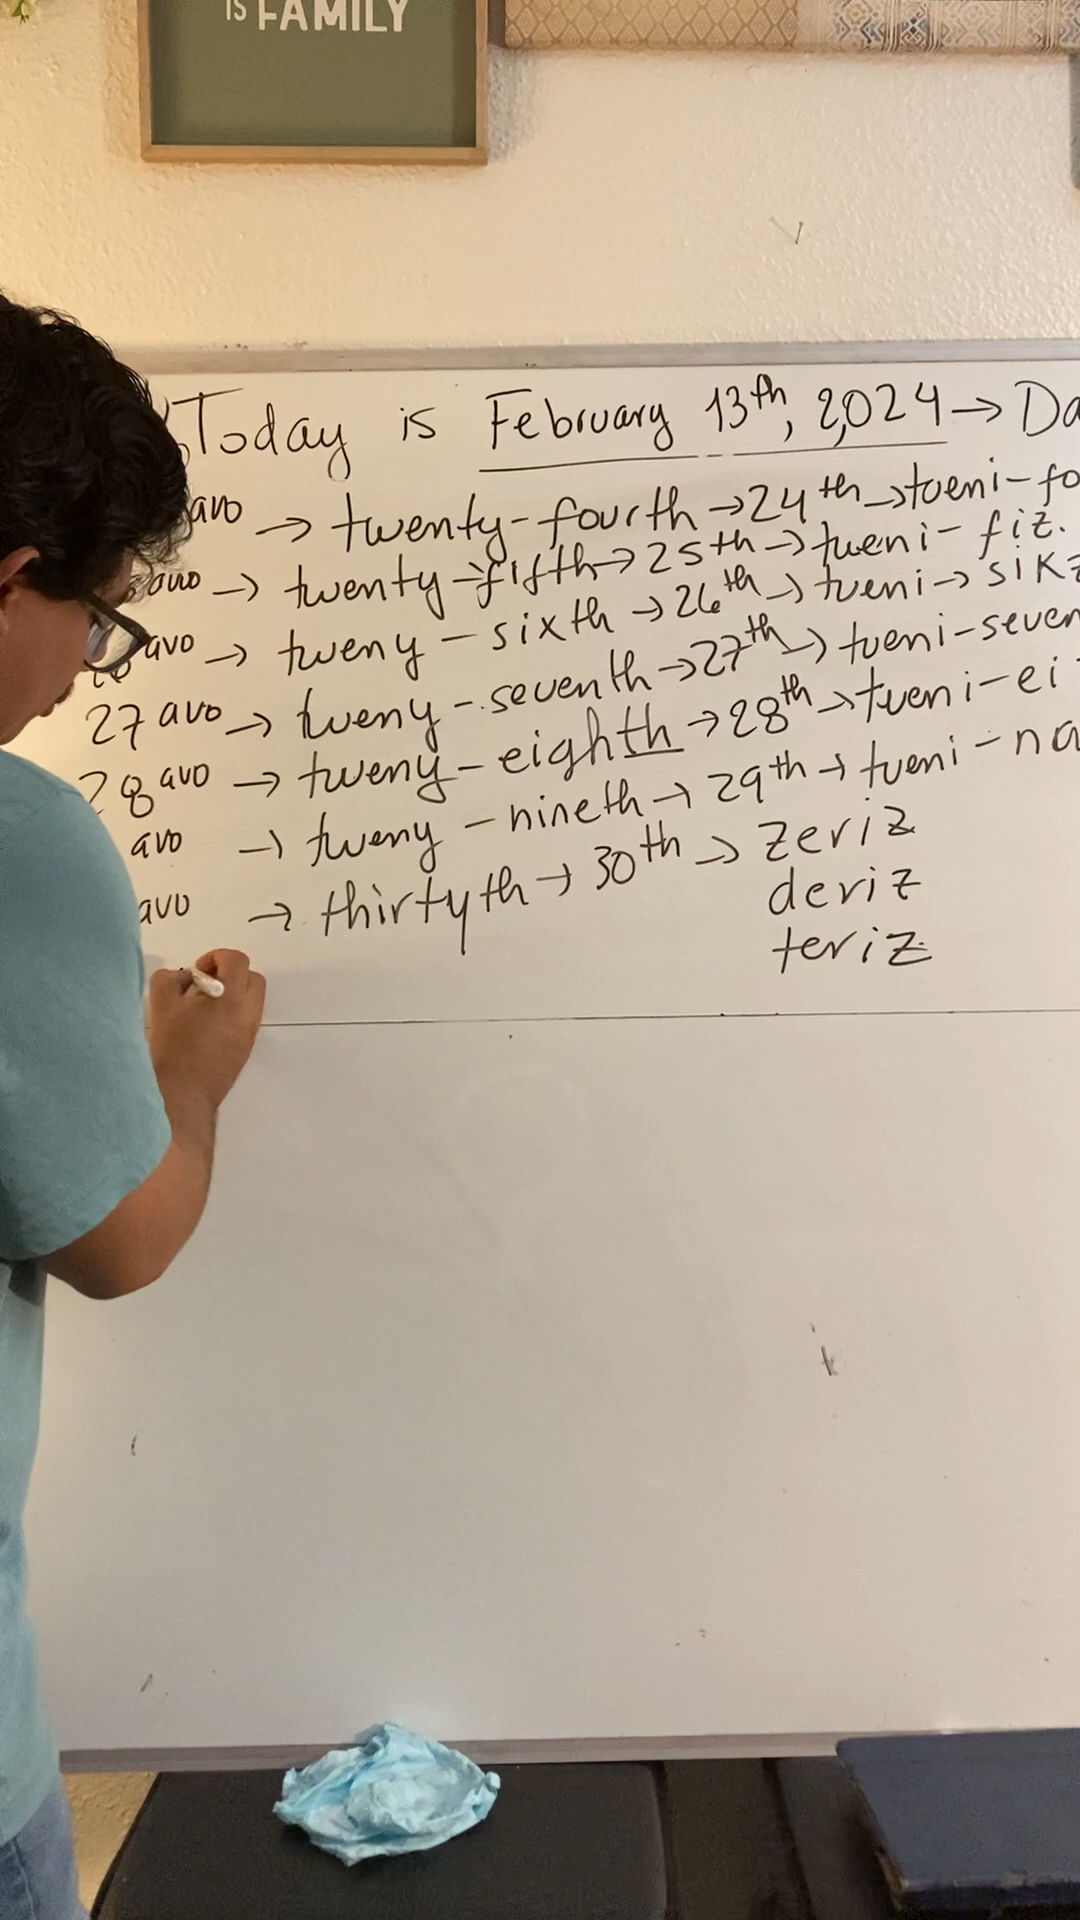 IS FAMILY
Today is February 13th, 2,024 → Da
avo → twenty-fourth → 24th → tueni-fo
avo → twenty-fifth → 25th → tueni-fiz.
avo → tweny - sixth → 26th → tueni → sikz
27 avo → tweny - seventh → 27th → tueni-seven
28 avo → tweny - eighth → 28th → tueni-ei
avo → tweny - nineth → 29th → tueni-na
avo → thirtyth → 30th → zeriz
deriz
teriz